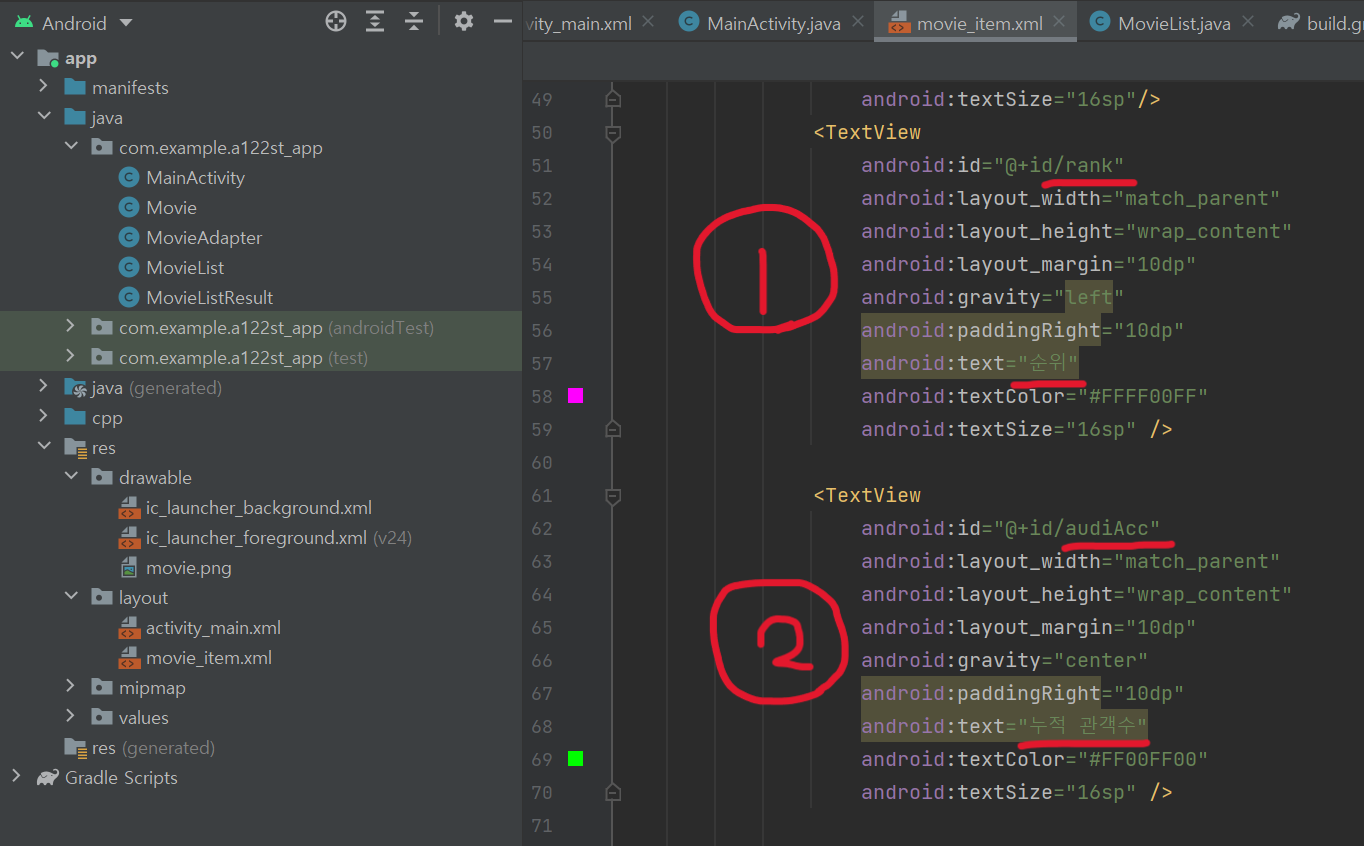 Android
vity_main.xml
MainActivity.java
movie_item.xml
MovieList.java
build.gr
app
manifests
java
com.example.a122st_app
MainActivity
Movie
MovieAdapter
MovieList
MovieListResult
com.example.a122st_app (androidTest)
com.example.a122st_app (test)
java (generated)
cpp
res
drawable
ic_launcher_background.xml
ic_launcher_foreground.xml (v24)
movie.png
layout
activity_main.xml
movie_item.xml
mipmap
values
res (generated)
Gradle Scripts
49 android:textSize="16sp"/>
50 <TextView
51 android:id="@+id/rank"
52 android:layout_width="match_parent"
53 android:layout_height="wrap_content"
54 android:layout_margin="10dp"
55 android:gravity="left"
56 android:paddingRight="10dp"
57 android:text="순위"
58 android:textColor="#FFFF00FF"
59 android:textSize="16sp" />
60
61 <TextView
62 android:id="@+id/audiAcc"
63 android:layout_width="match_parent"
64 android:layout_height="wrap_content"
65 android:layout_margin="10dp"
66 android:gravity="center"
67 android:paddingRight="10dp"
68 android:text="누적 관객수"
69 android:textColor="#FF00FF00"
70 android:textSize="16sp" />
71
1
2